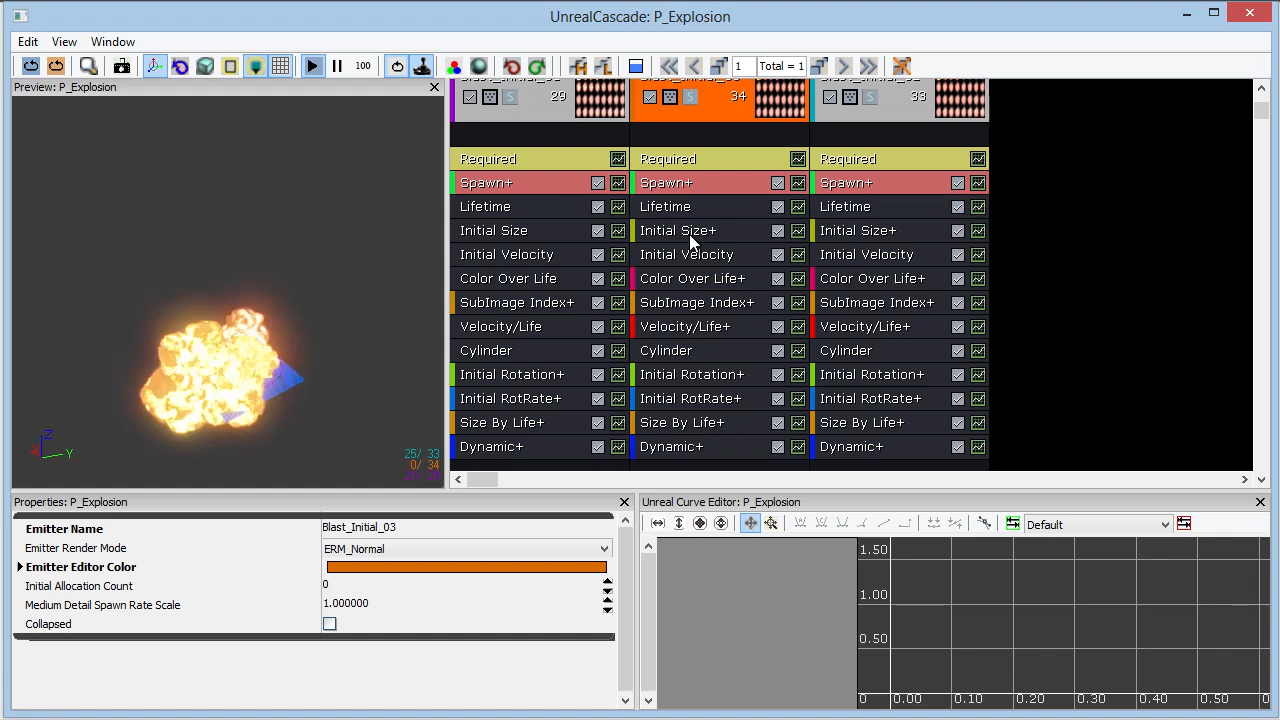 UnrealCascade: P_Explosion
Edit View Window
100 1 Total = 1
Preview: P_Explosion
29 34 33
Required Required Required
Spawn+ Spawn+ Spawn+
Lifetime Lifetime Lifetime
Initial Size Initial Size+ Initial Size+
Initial Velocity Initial Velocity Initial Velocity
Color Over Life Color Over Life+ Color Over Life+
SubImage Index+ SubImage Index+ SubImage Index+
Velocity/Life Velocity/Life+ Velocity/Life+
Cylinder Cylinder Cylinder
Initial Rotation+ Initial Rotation+ Initial Rotation+
Initial RotRate+ Initial RotRate+ Initial RotRate+
Size By Life+ Size By Life+ Size By Life+
Dynamic+ Dynamic+ Dynamic+
Z
Y
25/ 33
0/ 34
Properties: P_Explosion
Emitter Name Blast_Initial_03
Emitter Render Mode ERM_Normal
Emitter Editor Color
Initial Allocation Count 0
Medium Detail Spawn Rate Scale 1.000000
Collapsed
Unreal Curve Editor: P_Explosion
Default
1.50
1.00
0.50
0 0.00 0.10 0.20 0.30 0.40 0.50 0.6